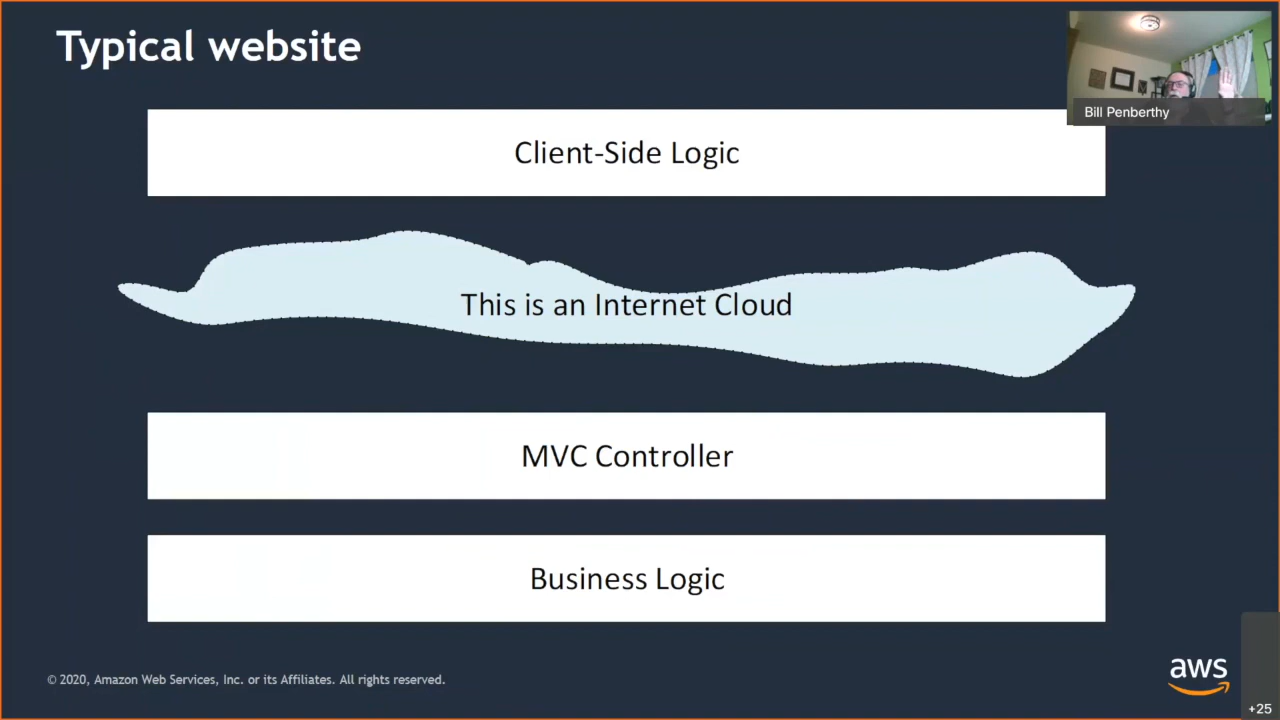 Typical website
Bill Penberthy
Client-Side Logic
This is an Internet Cloud
MVC Controller
Business Logic
© 2020, Amazon Web Services, Inc. or its Affiliates. All rights reserved.
aws
+25